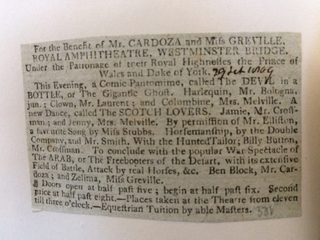 For the Benefit of Mr. CARDOZA and Miss GREVILLE.
ROYAL AMPHITHEATRE, WESTMINSTER BRIDGE.
Under the Patronage of their Royal Highnesses the Prince of
Wales and Duke of York.
This Evening, a Comic Pantomime, called The DEVIL in a
BOTTLE, or The Gigantic Ghost. Harlequin, Mr. Bologna,
jun.; Clown, Mr. Laurent; and Columbine, Mrs. Melville. A
new Dance, called The SCOTCH LOVERS. Jamie, Mr. Cross-
man; and Jenny, Mrs. Melville. By permission of Mr. Elliston,
a favourite Song by Miss Stubbs. Horsemanship, by the Double
Company, and Mr. Smith. With the Hunted Tailor; Billy Button,
Mr. Crossman. To conclude with the popular War Spettacle of
The ARAB, or The Freebooters of the Desart, with its extensive
Field of Battle, Attack by real Horses, &c. Ben Block, Mr. Car-
doza; and Zelima, Miss Greville.
Doors open at half past five; begin at half past six. Second
price at half past eight.—Places taken at the Theatre from eleven
till three o'clock.—Equestrian Tuition by able Masters.